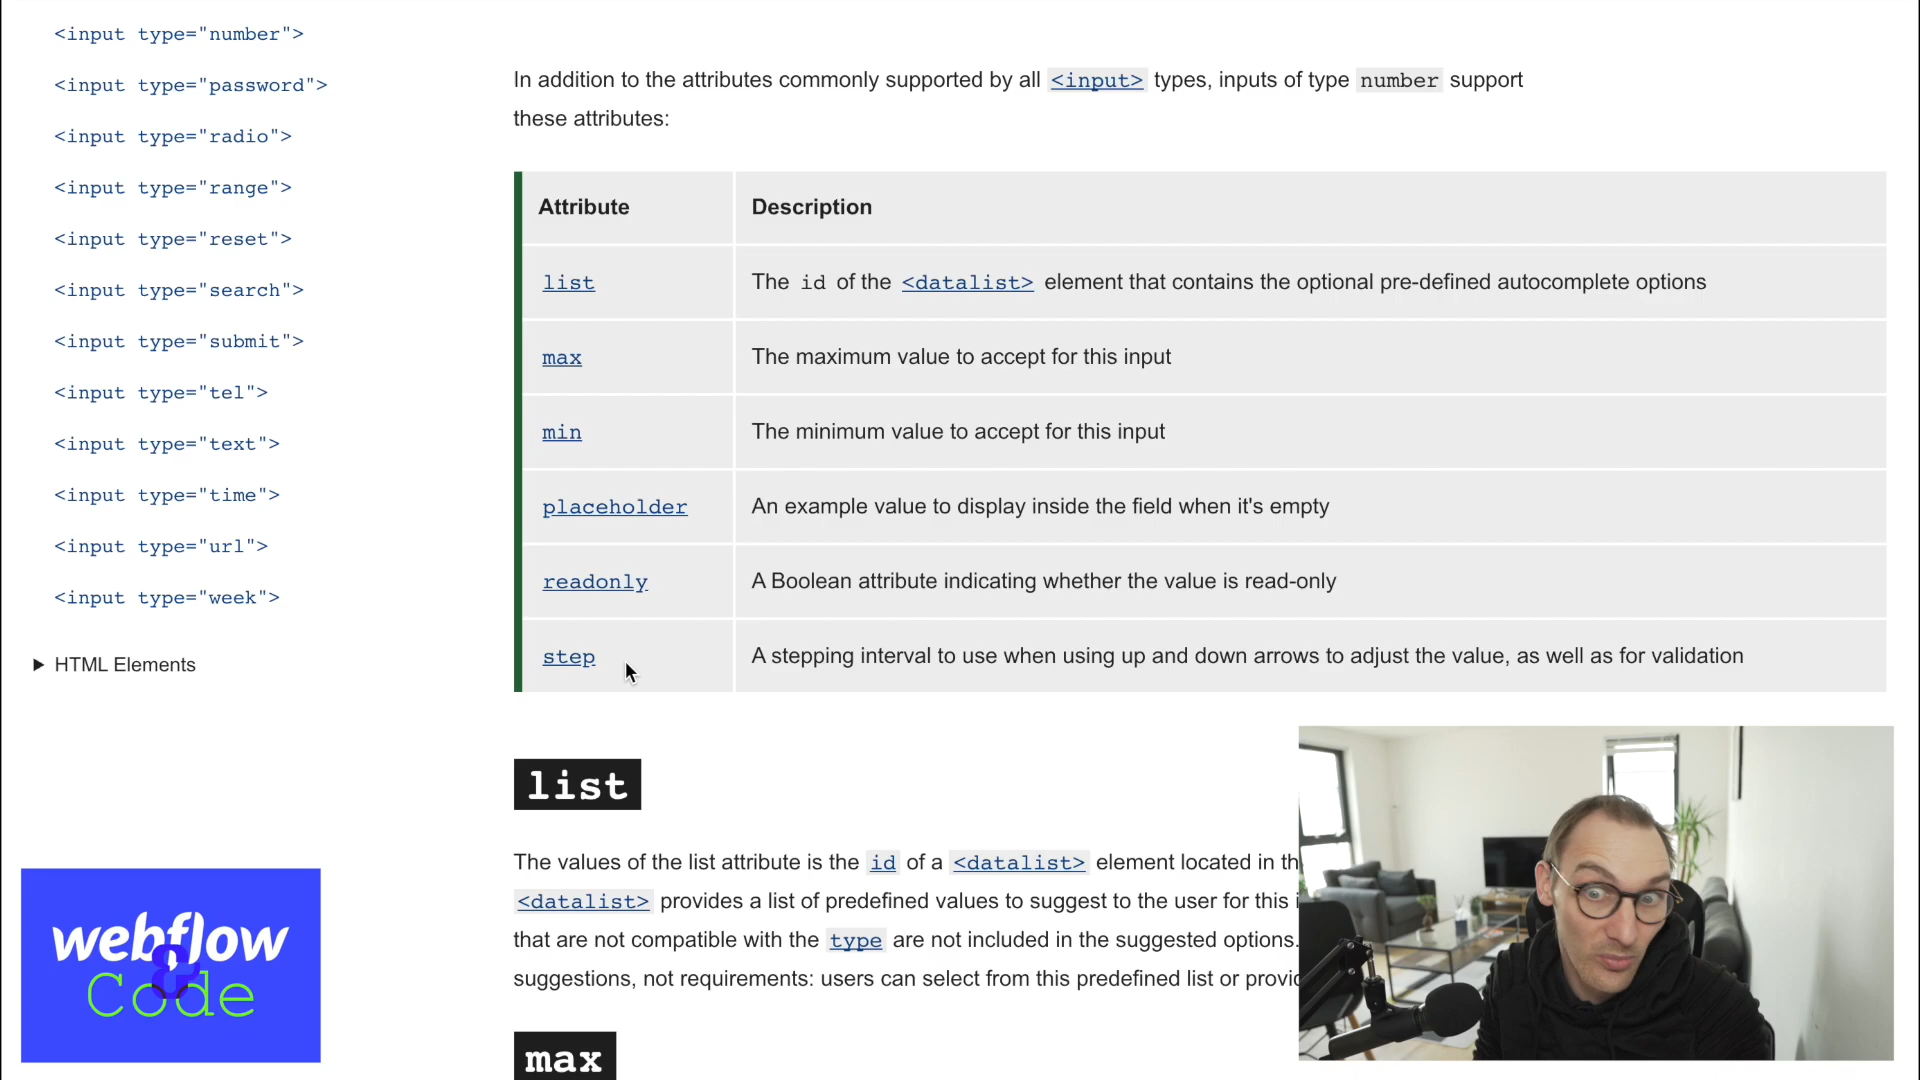 <input type="number">
<input type="password">
<input type="radio">
<input type="range">
<input type="reset">
<input type="search">
<input type="submit">
<input type="tel">
<input type="text">
<input type="time">
<input type="url">
<input type="week">
HTML Elements
webflow
&
Code
In addition to the attributes commonly supported by all <input> types, inputs of type number support
these attributes:
Attribute Description
list The id of the <datalist> element that contains the optional pre-defined autocomplete options
max The maximum value to accept for this input
min The minimum value to accept for this input
placeholder An example value to display inside the field when it's empty
readonly A Boolean attribute indicating whether the value is read-only
step A stepping interval to use when using up and down arrows to adjust the value, as well as for validation
list
The values of the list attribute is the id of a <datalist> element located in th
<datalist> provides a list of predefined values to suggest to the user for this i
that are not compatible with the type are not included in the suggested options.
suggestions, not requirements: users can select from this predefined list or provi
max